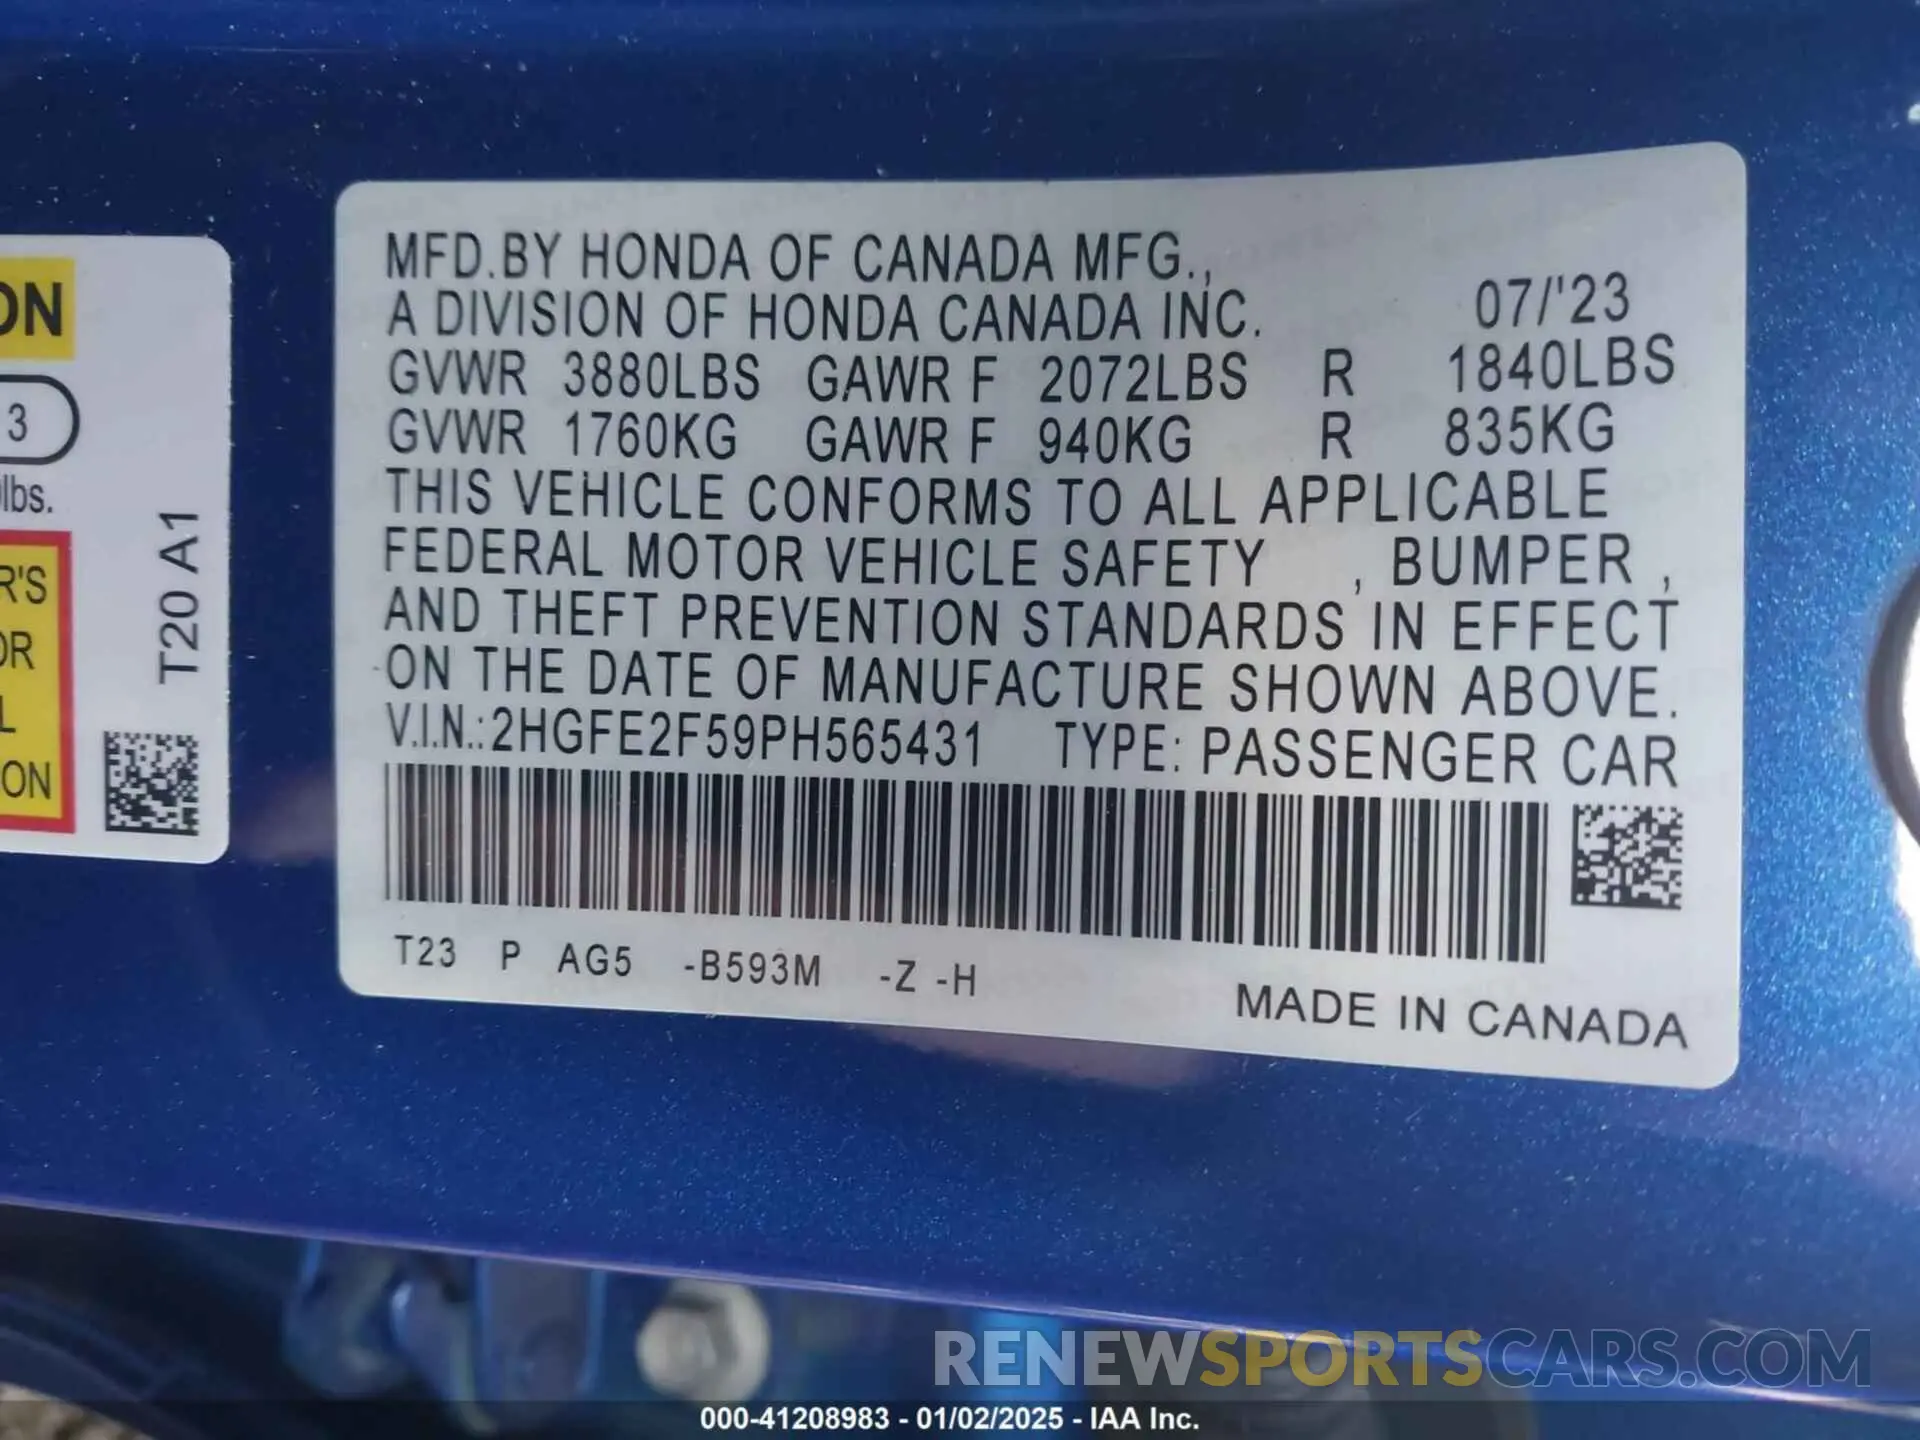 ON
3
lbs.
R'S
OR
L
ON
T20 A1
MFD.BY HONDA OF CANADA MFG.,
A DIVISION OF HONDA CANADA INC. 07/'23
GVWR 3880LBS GAWR F 2072LBS R 1840LBS
GVWR 1760KG GAWR F 940KG R 835KG
THIS VEHICLE CONFORMS TO ALL APPLICABLE
FEDERAL MOTOR VEHICLE SAFETY , BUMPER ,
AND THEFT PREVENTION STANDARDS IN EFFECT
ON THE DATE OF MANUFACTURE SHOWN ABOVE.
V.I.N.:2HGFE2F59PH565431 TYPE: PASSENGER CAR
T23 P AG5 -B593M -Z -H
MADE IN CANADA
RENEWSPORTSCARS.COM
000-41208983 - 01/02/2025 - IAA Inc.